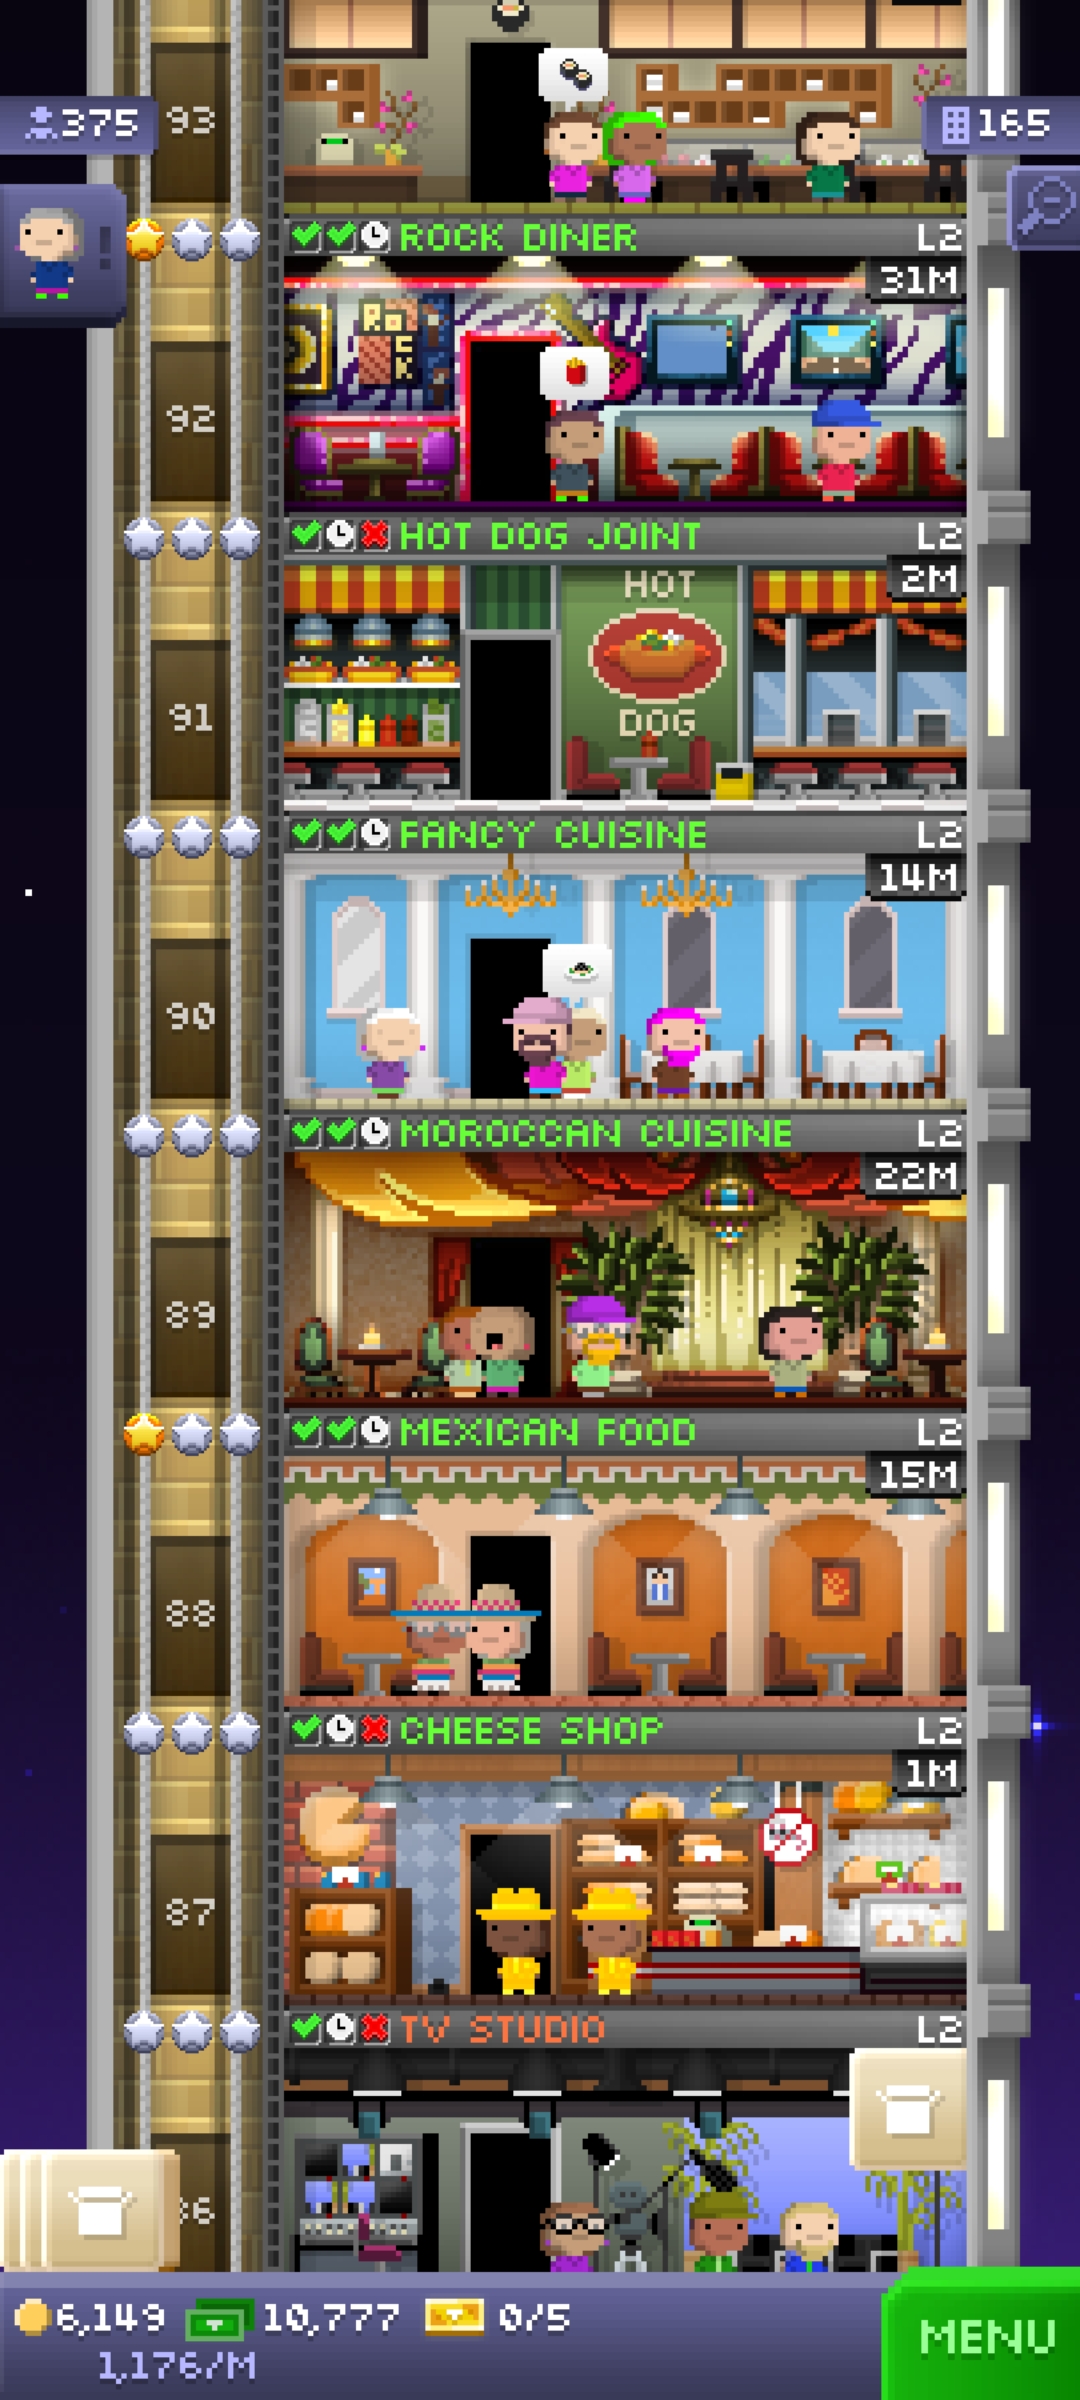 375
93
165
ROCK DINER L2
31M
ROCK
92
HOT DOG JOINT L2
2M
HOT
DOG
91
FANCY CUISINE L2
14M
90
MOROCCAN CUISINE L2
22M
89
MEXICAN FOOD L2
15M
88
CHEESE SHOP L2
1M
87
TV STUDIO L2
86
6,149 10,777 0/5
1,176/M
MENU